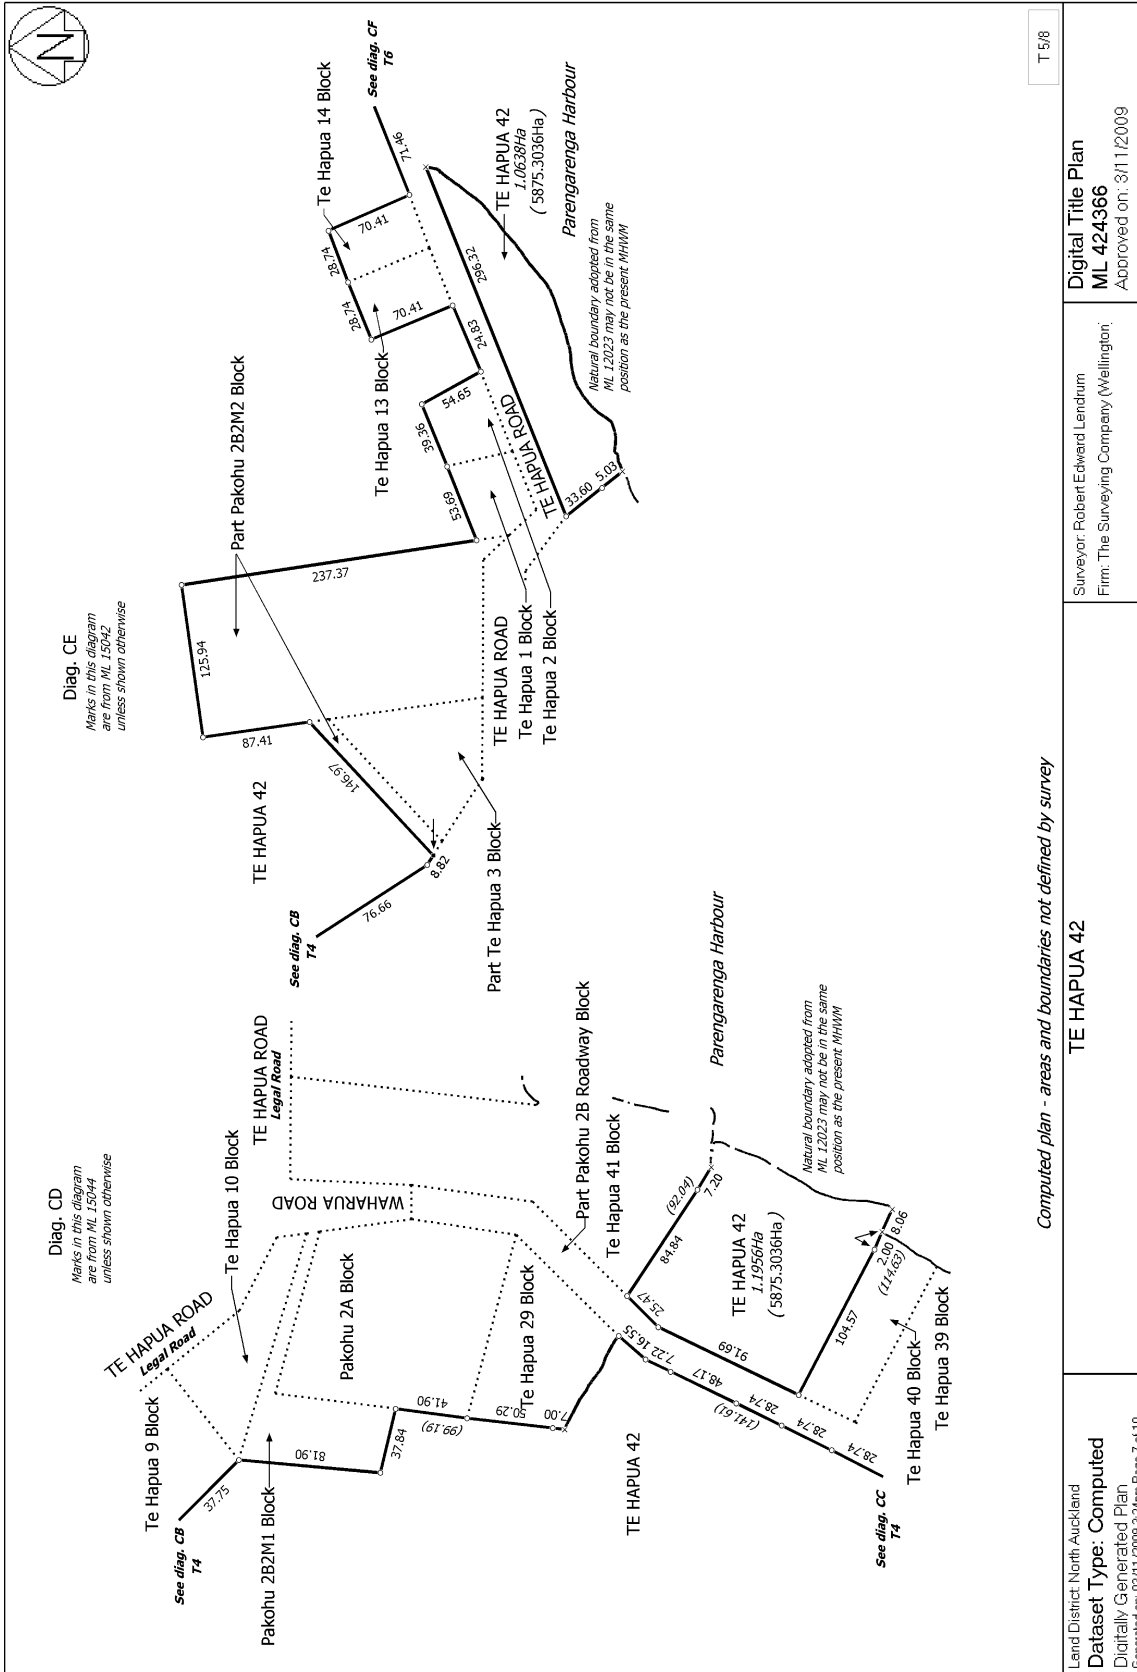 Diag. CD
Marks in this diagram
are from ML 15044
unless shown otherwise
TE HAPUA ROAD
Legal Road
Te Hapua 9 Block
Te Hapua 10 Block
See diag. CB
T4
37.75
Pakohu 2B2M1 Block
81.90
37.84
Pakohu 2A Block
41.90
(99.19)
50.29
7.00
Te Hapua 29 Block
WAHARUA ROAD
TE HAPUA ROAD
Legal Road
Part Pakohu 2B Roadway Block
Te Hapua 41 Block
16.55
7.22
48.17
28.74
(141.61)
28.74
28.74
TE HAPUA 42
See diag. CC
T4
25.47
91.69
84.84
(92.04)
7.20
TE HAPUA 42
1.1956Ha
(5875.3036Ha)
104.57
2.00
(114.63)
8.06
Te Hapua 40 Block
Te Hapua 39 Block
Parengarenga Harbour
Natural boundary adopted from
ML 12023 may not be in the same
position as the present MHWM
Diag. CE
Marks in this diagram
are from ML 15042
unless shown otherwise
See diag. CB
T4
76.66
8.82
146.97
87.41
125.94
237.37
TE HAPUA 42
Part Pakohu 2B2M2 Block
Part Te Hapua 3 Block
TE HAPUA ROAD
Te Hapua 1 Block
Te Hapua 2 Block
53.69
39.36
54.65
24.83
Te Hapua 13 Block
70.41
28.74
28.74
70.41
Te Hapua 14 Block
71.46
See diag. CF
T6
TE HAPUA ROAD
296.32
33.60
5.03
TE HAPUA 42
1.0638Ha
(5875.3036Ha)
Parengarenga Harbour
Natural boundary adopted from
ML 12023 may not be in the same
position as the present MHWM
N
T 5/8
Computed plan - areas and boundaries not defined by survey
Land District: North Auckland
Dataset Type: Computed
Digitally Generated Plan
TE HAPUA 42
Surveyor: Robert Edward Lendrum
Firm: The Surveying Company (Wellington)
Digital Title Plan
ML 424366
Approved on: 3/11/2009